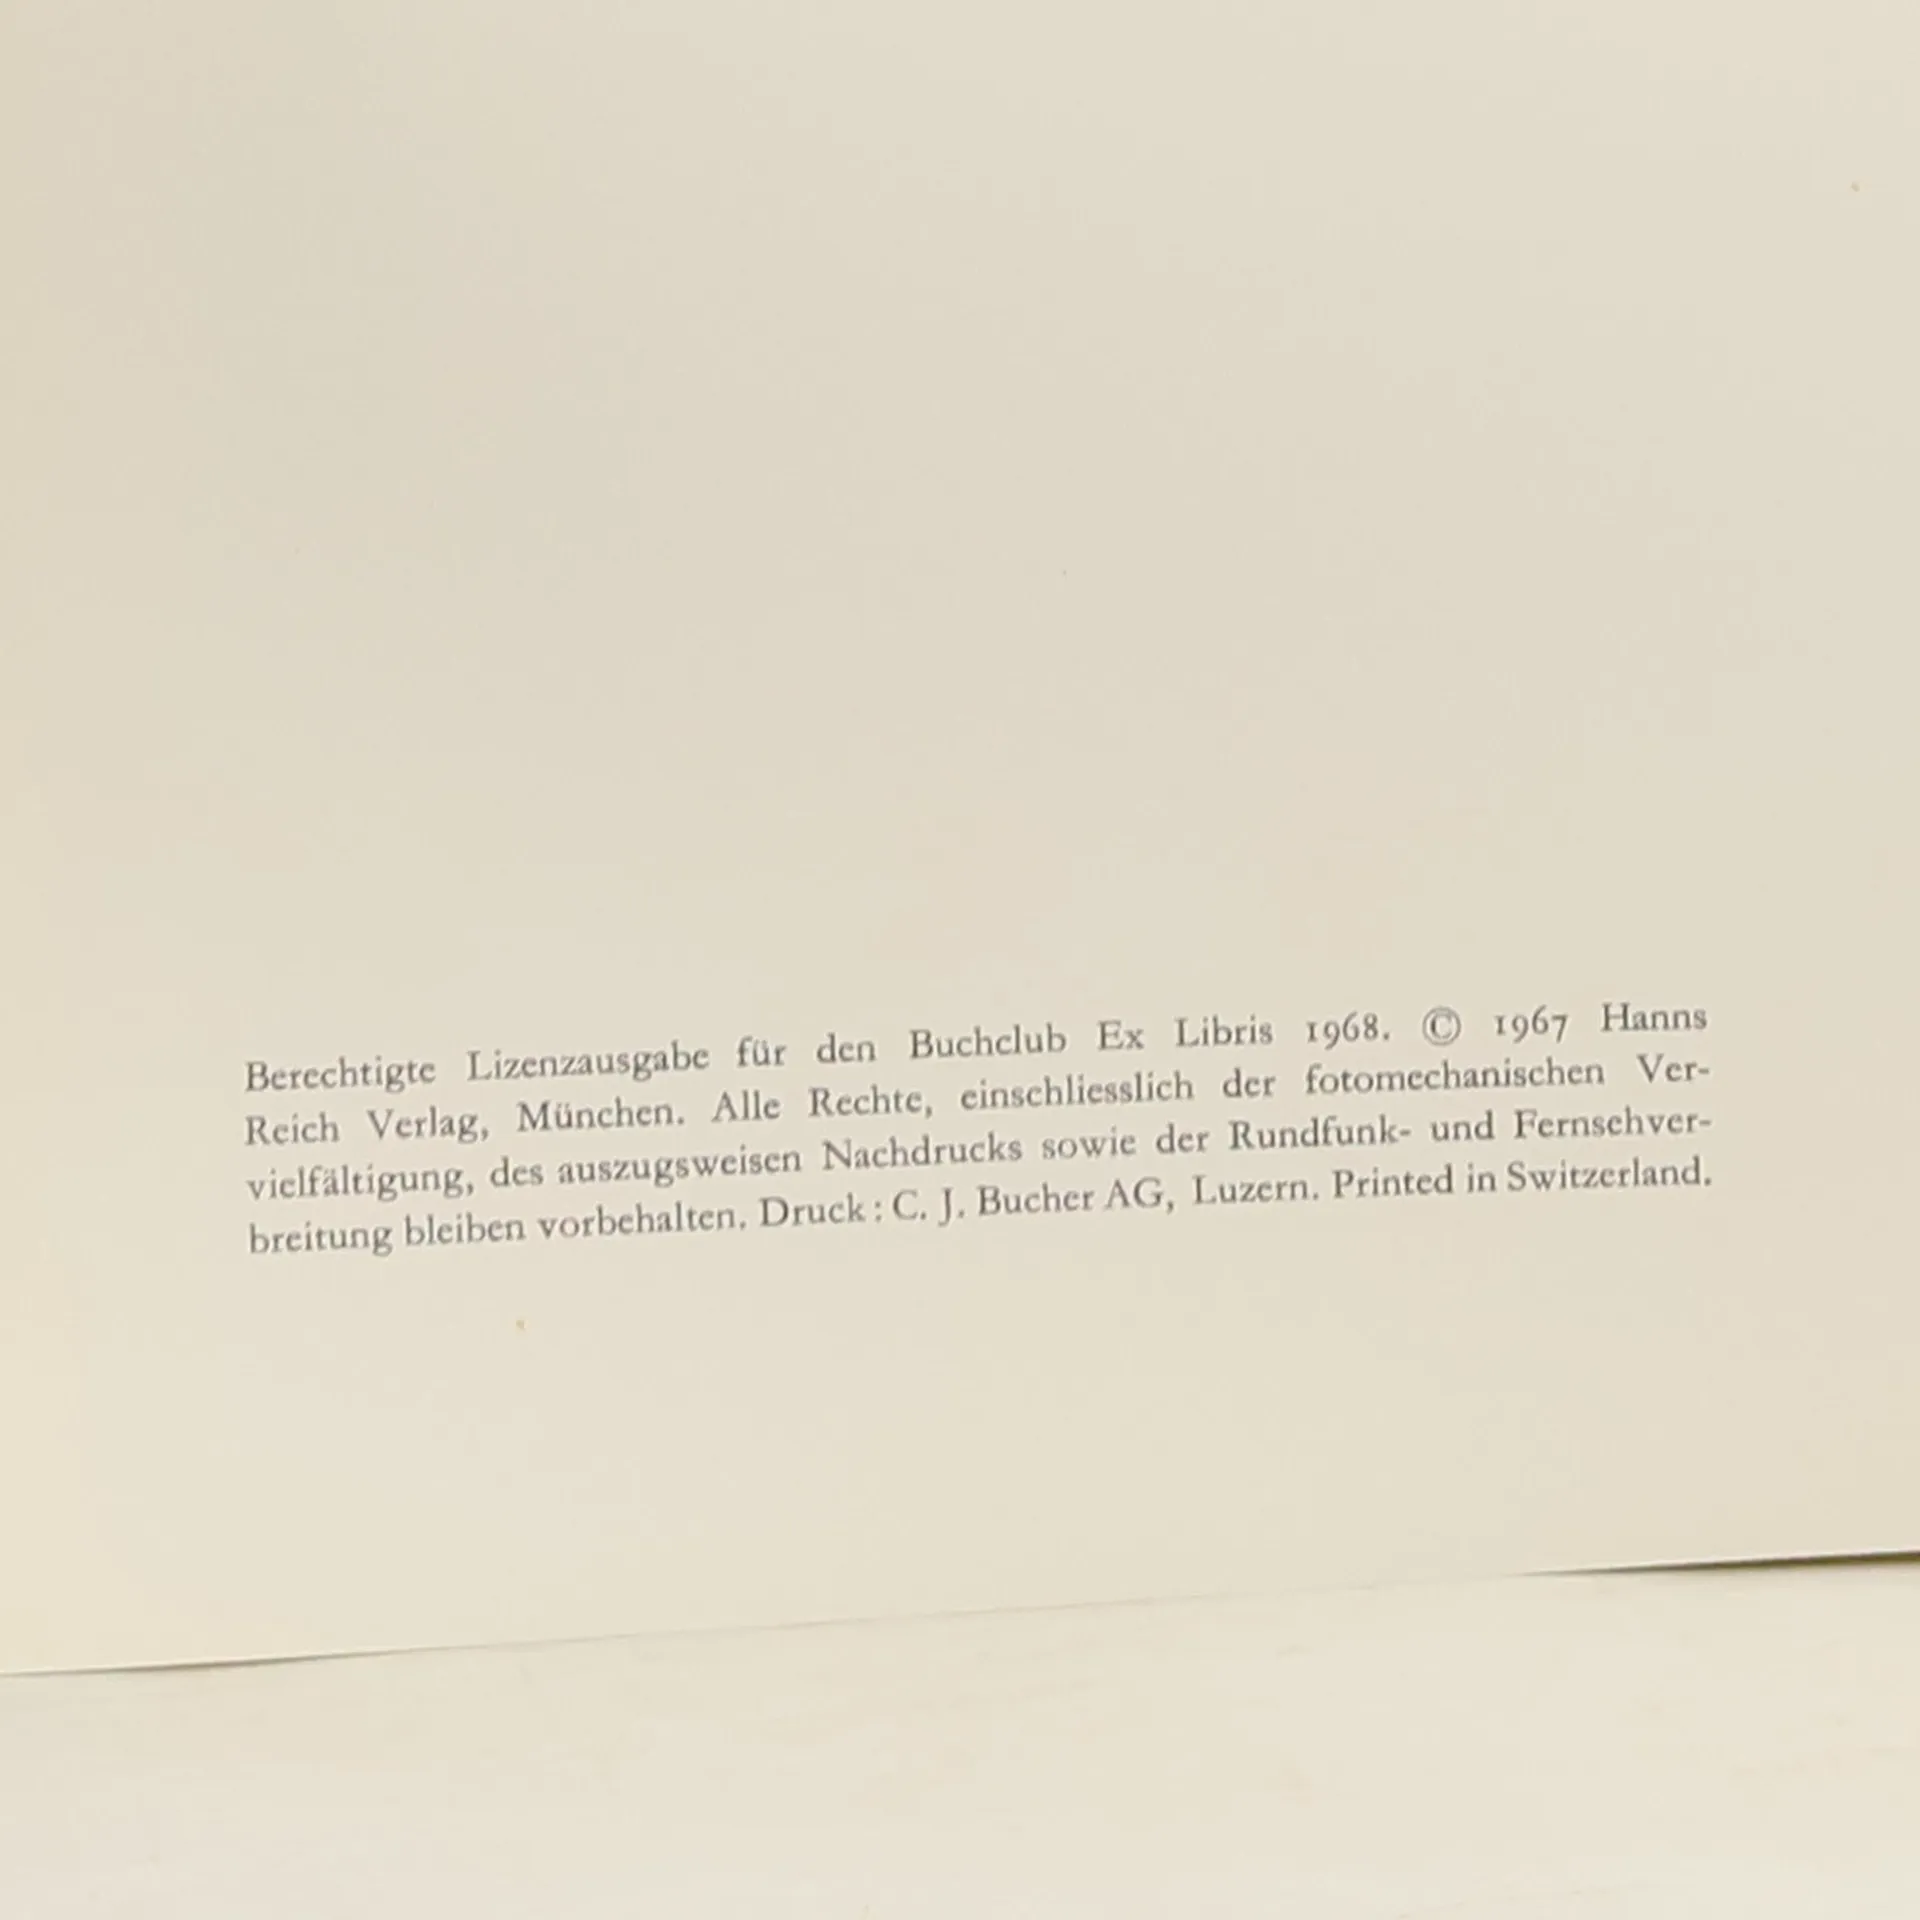 Berechtigte Lizenzausgabe für den Buchclub Ex Libris 1968. © 1967 Hanns
Reich Verlag, München. Alle Rechte, einschliesslich der fotomechanischen Ver-
vielfältigung, des auszugsweisen Nachdrucks sowie der Rundfunk- und Fernsehver-
breitung bleiben vorbehalten. Druck: C. J. Bucher AG, Luzern. Printed in Switzerland.